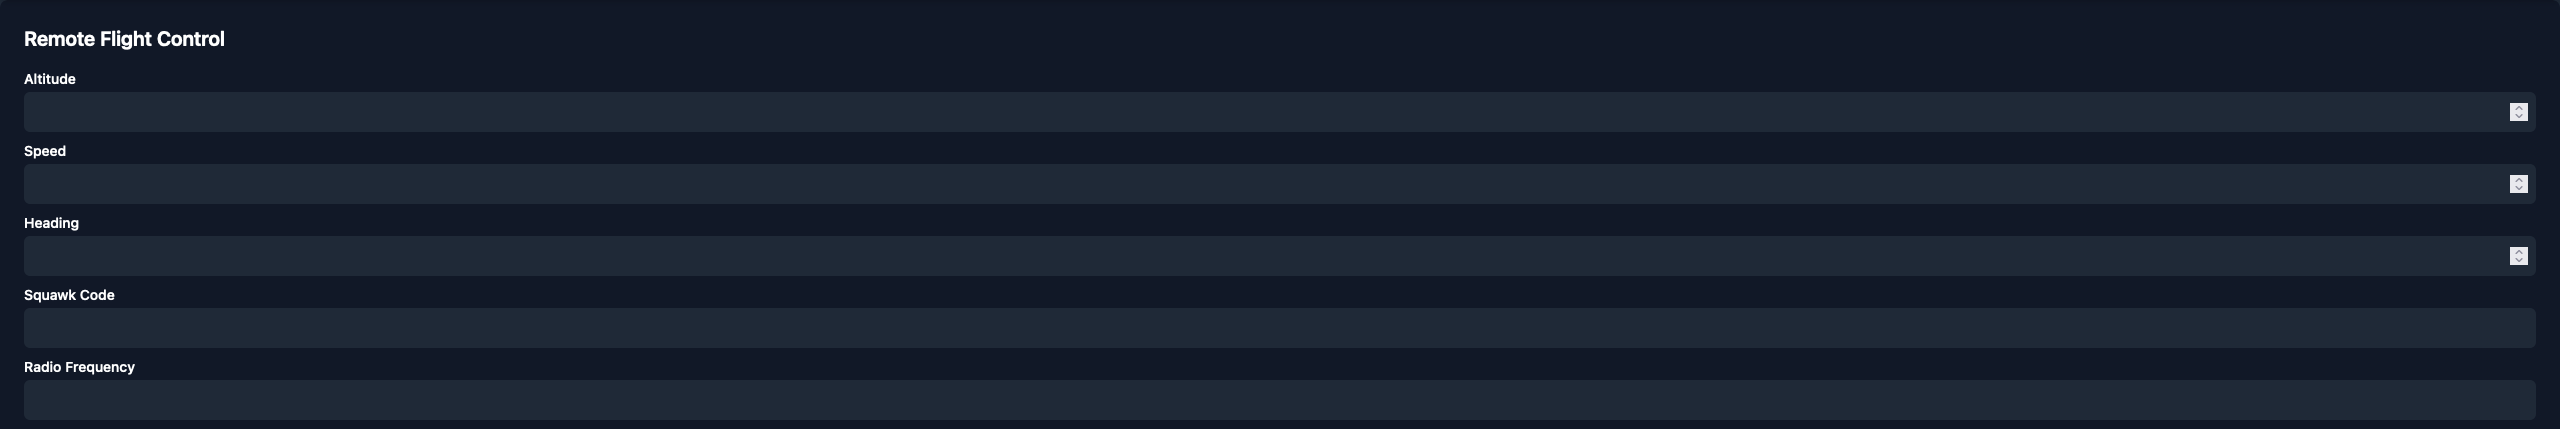 Remote Flight Control
Altitude
Speed
Heading
Squawk Code
Radio Frequency